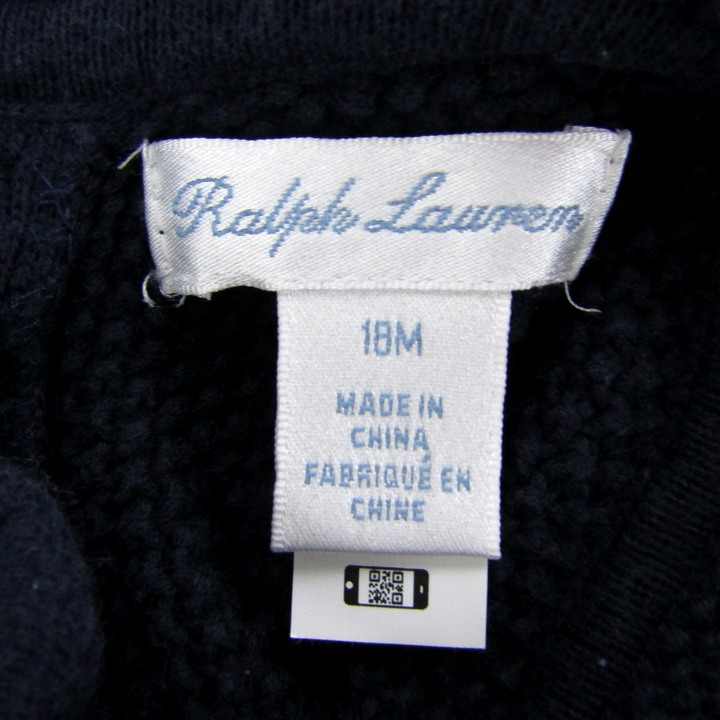 Ralph Lauren
18M
MADE IN
CHINA
FABRIQUÉ EN
CHINE